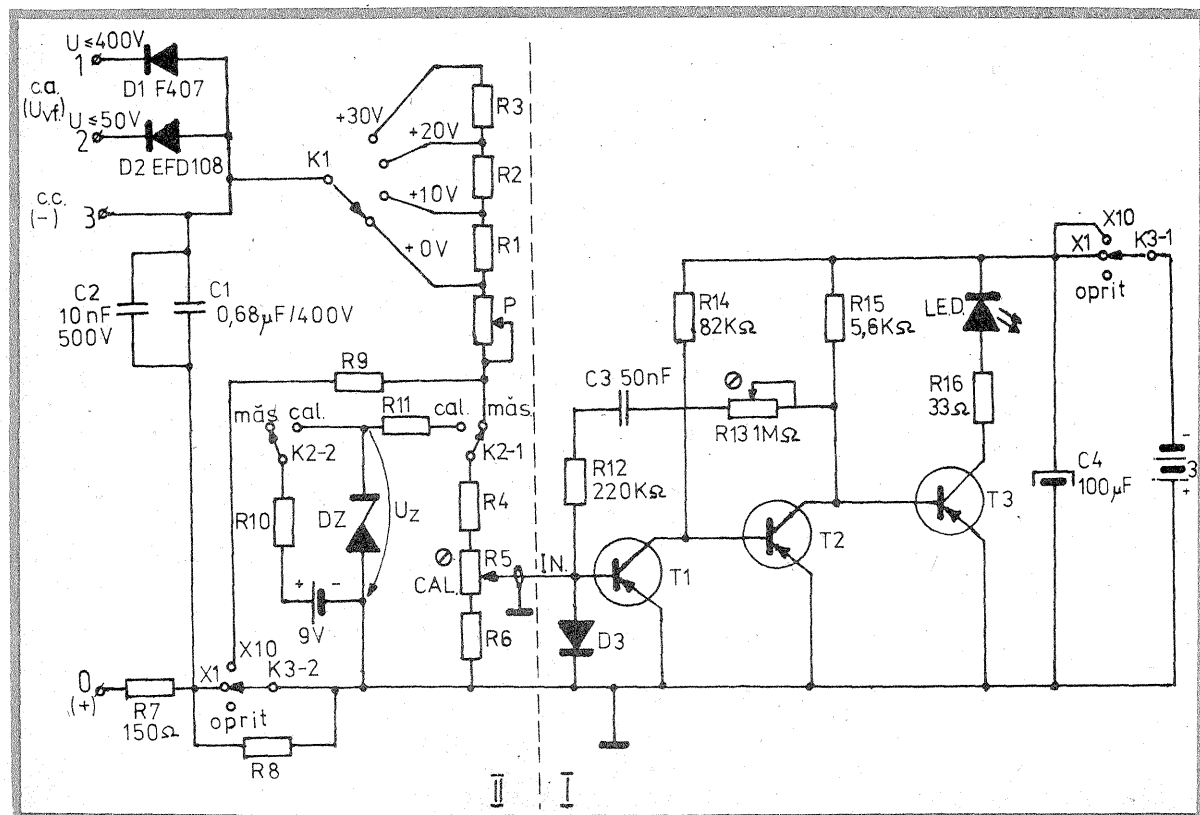 U ≤400V
1
D1 F407
c.a.
(Uvf.)
U ≤50V
2
D2 EFD108
c.c.
(-)
3
K1
+30V
+20V
+10V
+0V
R3
R2
R1
P
C2
10nF
500V
C1
0,68µF/400V
R9
măs.
cal.
R11
cal.
măs.
K2-2
K2-1
R10
DZ
UZ
R4
R5
CAL.
R6
+
-
9V
IN.
X10
X1
K3-2
oprit
0
(+)
R7
150Ω
R8
II
I
R14
82KΩ
R15
5,6KΩ
C3 50nF
R13 1MΩ
R12
220KΩ
T1
T2
T3
D3
L.E.D.
R16
33Ω
C4
100µF
X10
X1
K3-1
oprit
-
3
+